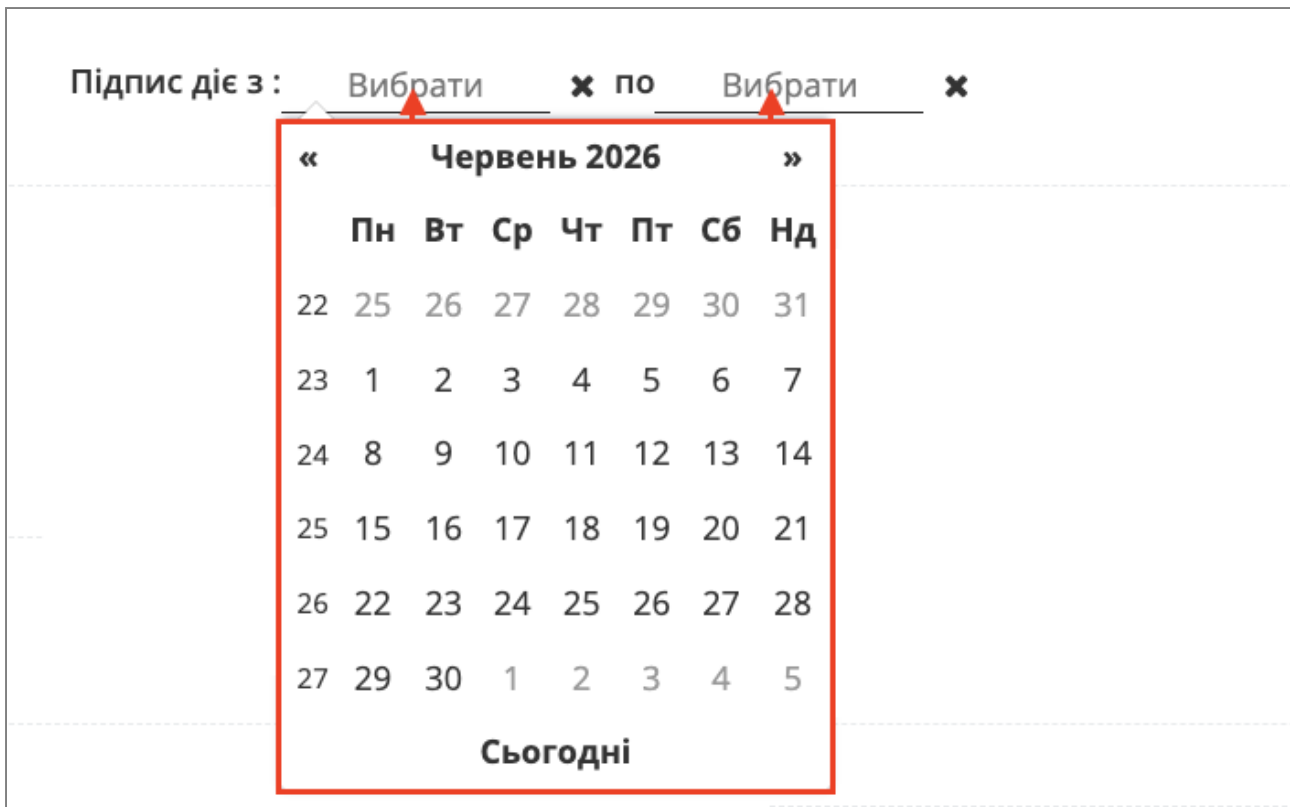 Підпис діє з : Вибрати ✖ по Вибрати ✖
« Червень 2026 »
Пн Вт Ср Чт Пт Сб Нд
22 25 26 27 28 29 30 31
23 1 2 3 4 5 6 7
24 8 9 10 11 12 13 14
25 15 16 17 18 19 20 21
26 22 23 24 25 26 27 28
27 29 30 1 2 3 4 5
Сьогодні